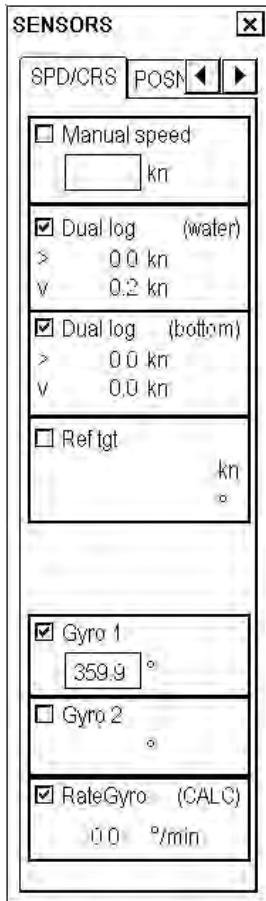 SENSORS
SPD/CRS POSN
Manual speed
kn
Dual log (water)
> 0.0 kn
v 0.2 kn
Dual log (bottom)
> 0.0 kn
v 0.0 kn
Ref tgt
kn
°
Gyro 1
359.9 °
Gyro 2
°
RateGyro (CALC)
0.0 °/min